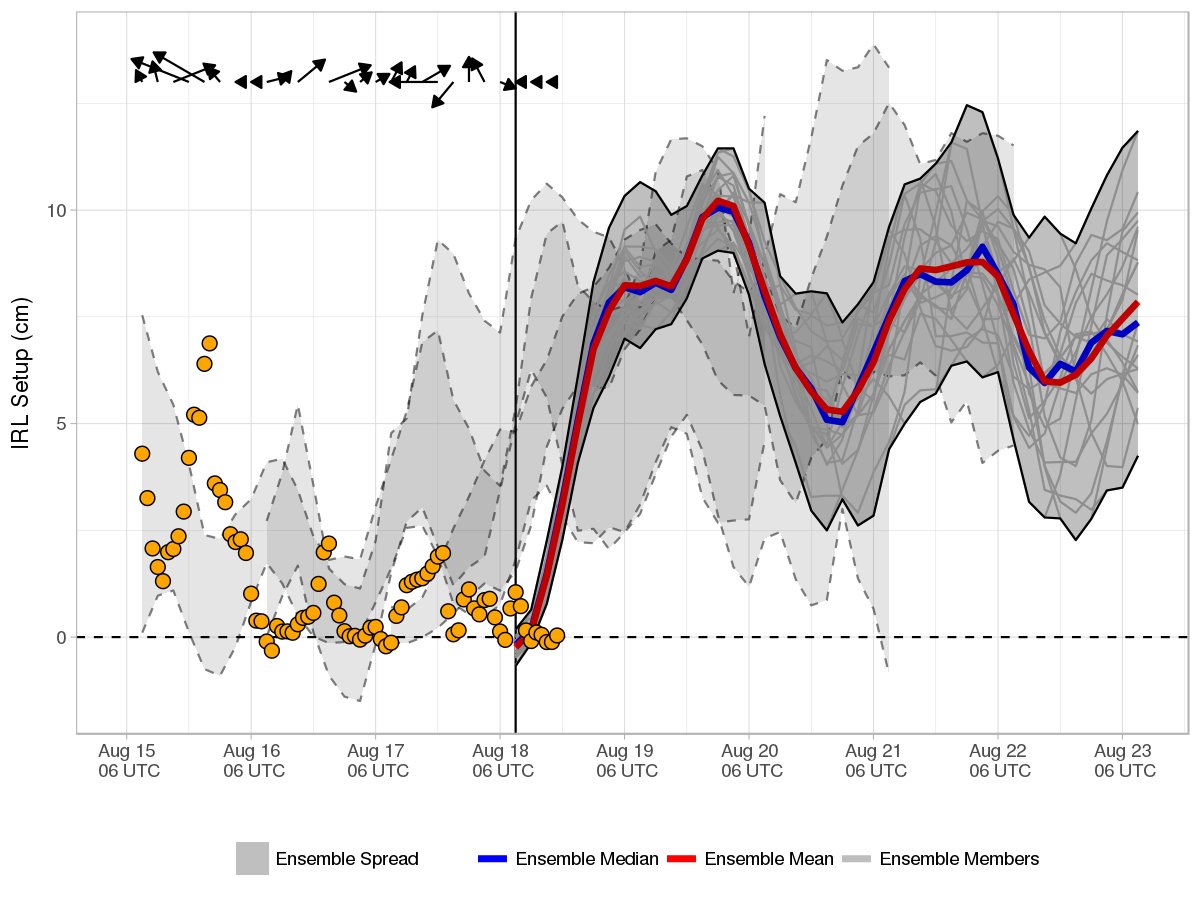 IRL Setup (cm)
10
5
0
Aug 15 Aug 16 Aug 17 Aug 18 Aug 19 Aug 20 Aug 21 Aug 22 Aug 23
06 UTC 06 UTC 06 UTC 06 UTC 06 UTC 06 UTC 06 UTC 06 UTC 06 UTC
Ensemble Spread Ensemble Median Ensemble Mean Ensemble Members